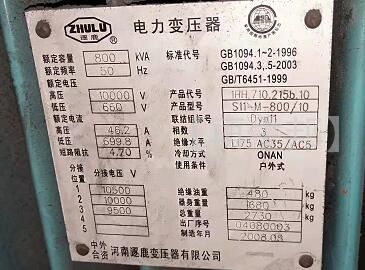 ZHULU
逐鹿
电力变压器
额定容量 800 kVA
额定频率 50 Hz
额定电压
高压 10000 V
低压 660 V
额定电流
高压 46.2 A
低压 699.8 A
短路阻抗 4.20 %
分接位置 分接电压 V
1 10500
2 10000
3 9500
4
5
标准代号 GB1094.1-2-1996
GB1094.3,.5-2003
GB/T6451-1999
产品代号 1HH.710.215b.10
产品型号 S11-M-800/10
联结组标号 Dyn11
相数 3
绝缘水平 LI75 AC35/AC5
冷却方式 ONAN
使用条件 户外式
绝缘油重 480 kg
器身重量 1680 kg
总重量 2730 kg
出厂序号 04080003
制造年月 2008.08
中外合资 河南逐鹿变压器有限公司